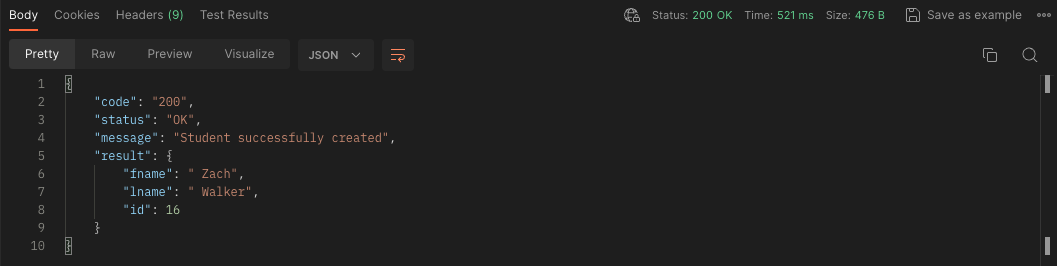 Body Cookies Headers (9) Test Results Status: 200 OK Time: 521 ms Size: 476 B Save as example
Pretty Raw Preview Visualize JSON
1 {
2 "code": "200",
3 "status": "OK",
4 "message": "Student successfully created",
5 "result": {
6 "fname": " Zach",
7 "lname": " Walker",
8 "id": 16
9 }
10 }